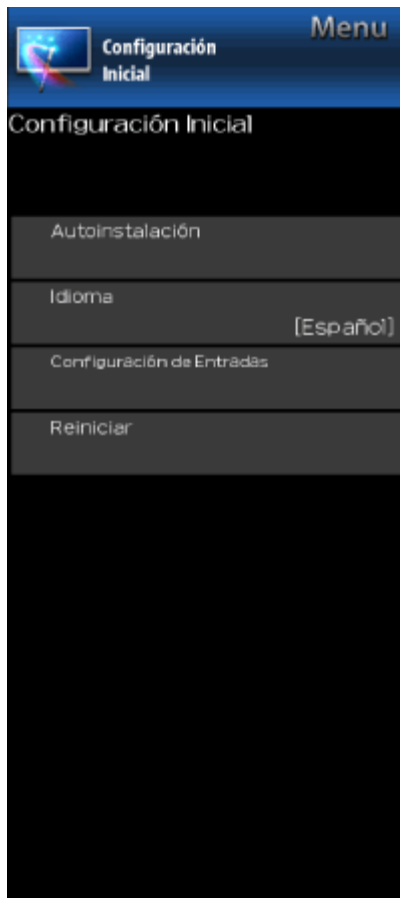 Menu
Configuración
Inicial
Configuración Inicial
Autoinstalación
Idioma
[Español]
Configuración de Entradas
Reiniciar